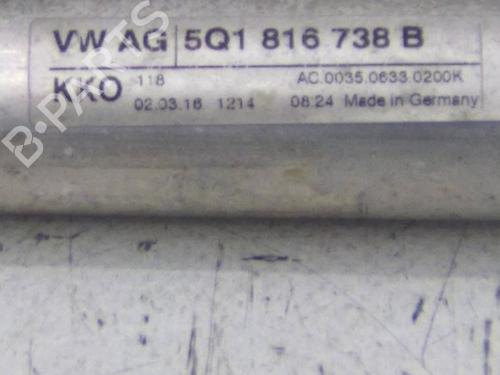 VW AG 5Q1 816 738 B
KKO 118 AC.0035.0633.0200K
02.03.16 1214 08:24 Made in Germany
B-PARTS